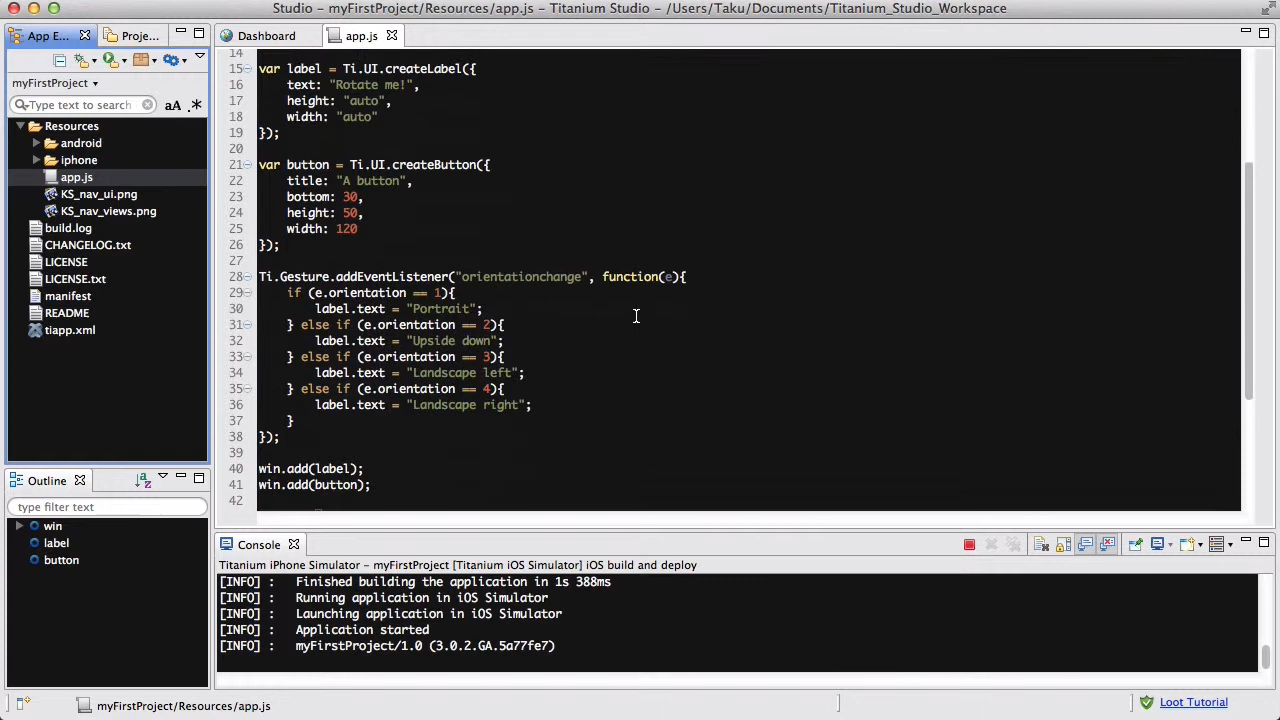 Studio - myFirstProject/Resources/app.js - Titanium Studio - /Users/Taku/Documents/Titanium_Studio_Workspace
App E...
Proje...
Dashboard
app.js
myFirstProject
Type text to search
aA .*
Resources
android
iphone
app.js
KS_nav_ui.png
KS_nav_views.png
build.log
CHANGELOG.txt
LICENSE
LICENSE.txt
manifest
README
tiapp.xml
14
15 var label = Ti.UI.createLabel({
16 text: "Rotate me!",
17 height: "auto",
18 width: "auto"
19 });
20
21 var button = Ti.UI.createButton({
22 title: "A button",
23 bottom: 30,
24 height: 50,
25 width: 120
26 });
27
28 Ti.Gesture.addEventListener("orientationchange", function(e){
29 if (e.orientation == 1){
30 label.text = "Portrait";
31 } else if (e.orientation == 2){
32 label.text = "Upside down";
33 } else if (e.orientation == 3){
34 label.text = "Landscape left";
35 } else if (e.orientation == 4){
36 label.text = "Landscape right";
37 }
38 });
39
40 win.add(label);
41 win.add(button);
42
Outline
type filter text
win
label
button
Console
Titanium iPhone Simulator - myFirstProject [Titanium iOS Simulator] iOS build and deploy
[INFO] : Finished building the application in 1s 388ms
[INFO] : Running application in iOS Simulator
[INFO] : Launching application in iOS Simulator
[INFO] : Application started
[INFO] : myFirstProject/1.0 (3.0.2.GA.5a77fe7)
myFirstProject/Resources/app.js
Loot Tutorial